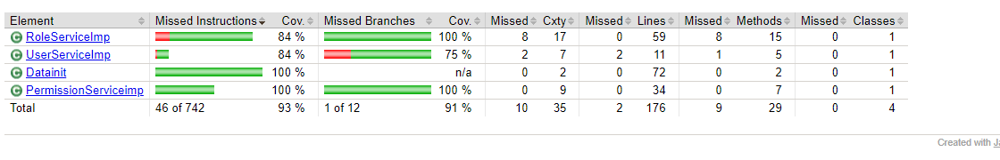 Element Missed Instructions Cov. Missed Branches Cov. Missed Cxty Missed Lines Missed Methods Missed Classes
C RoleServiceImp 84 % 100 % 8 17 0 59 8 15 0 1
C UserServiceImp 84 % 75 % 2 7 2 11 1 5 0 1
C Datainit 100 % n/a 0 2 0 72 0 2 0 1
C PermissionServiceimp 100 % 100 % 0 9 0 34 0 7 0 1
Total 46 of 742 93 % 1 of 12 91 % 10 35 2 176 9 29 0 4
Created with